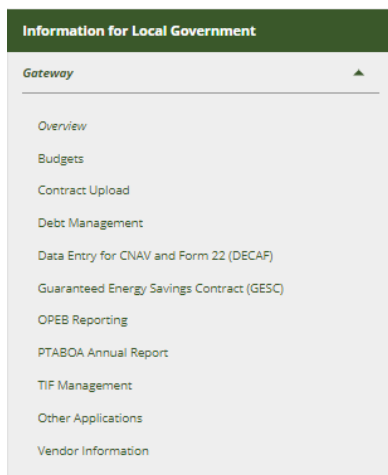 Information for Local Government
Gateway
Overview
Budgets
Contract Upload
Debt Management
Data Entry for CNAV and Form 22 (DECAF)
Guaranteed Energy Savings Contract (GESC)
OPEB Reporting
PTABOA Annual Report
TIF Management
Other Applications
Vendor Information